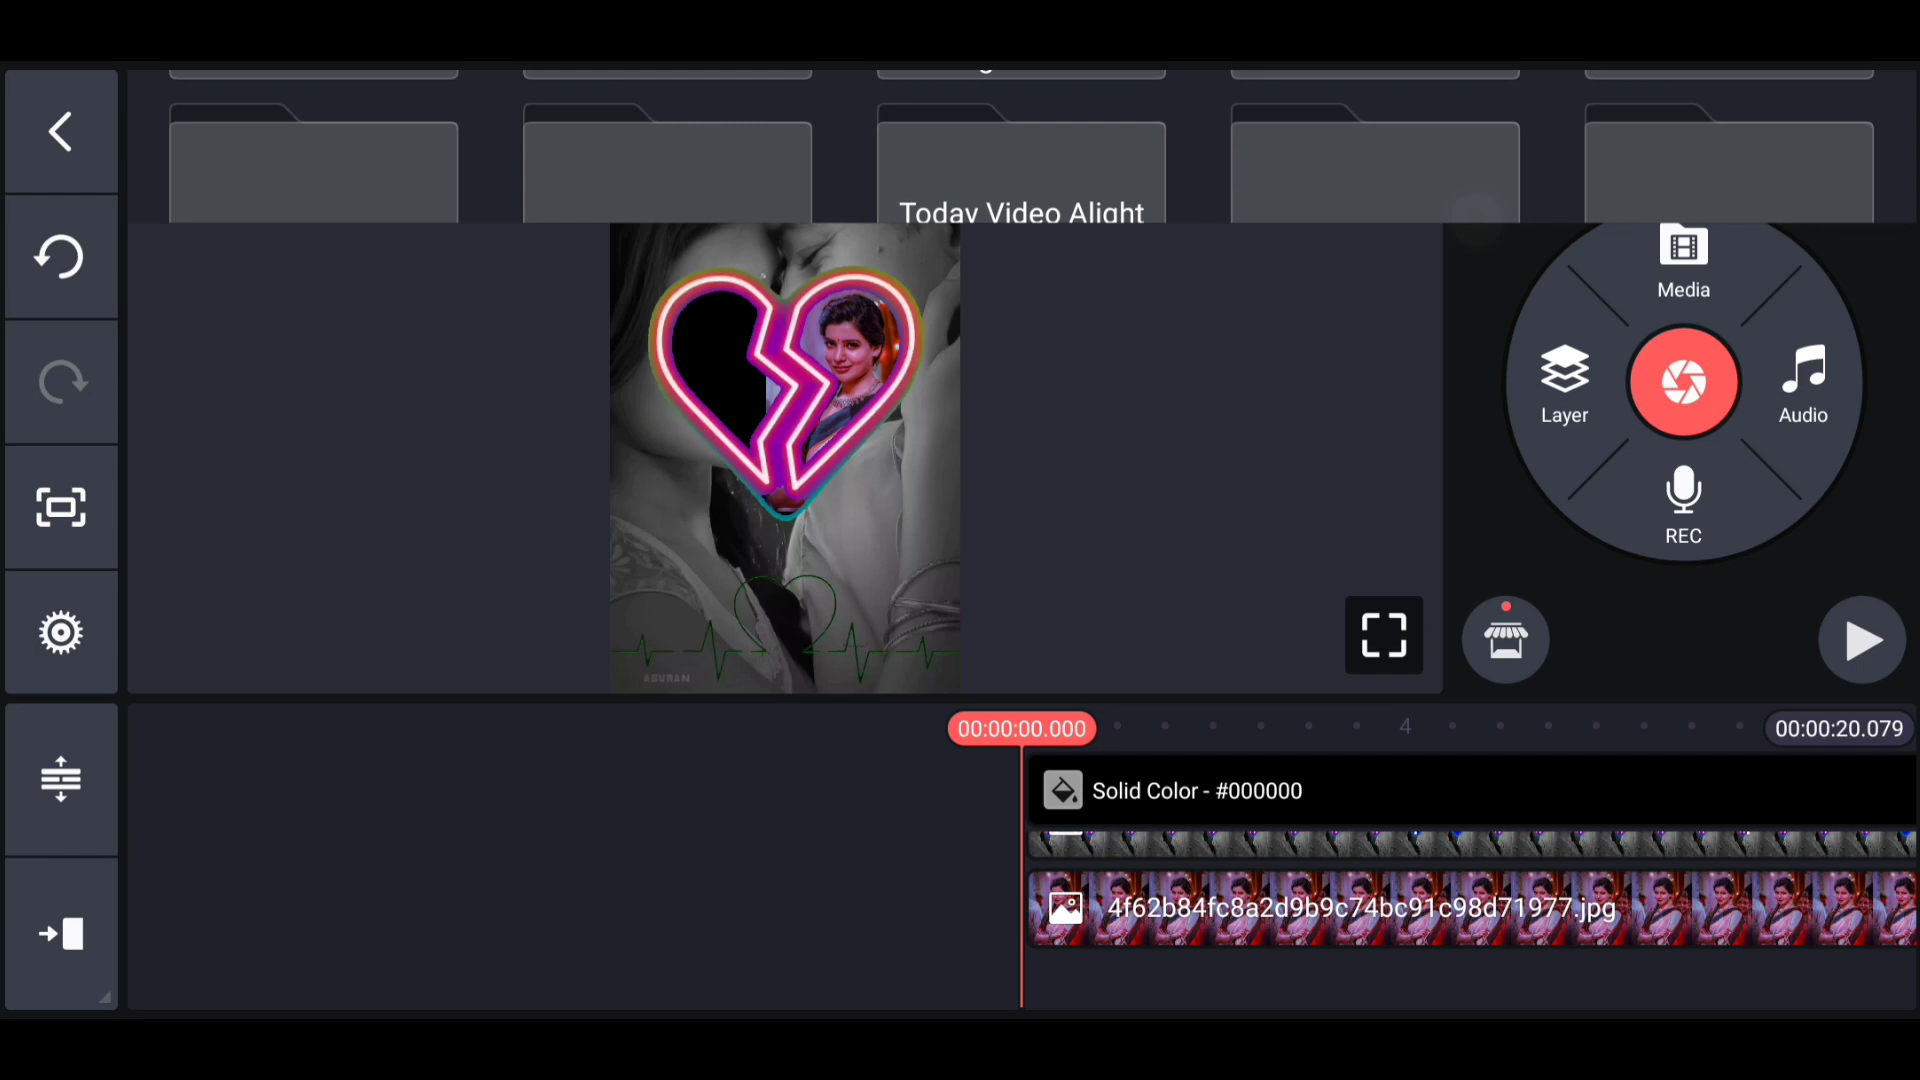 Today Video Alight
Media
Layer
Audio
REC
ASURAN
00:00:00.000
4
00:00:20.079
Solid Color - #000000
4f62b84fc8a2d9b9c74bc91c98d71977.jpg